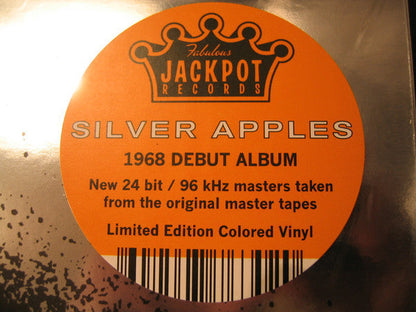 Fabulous
JACKPOT
RECORDS
SILVER APPLES
1968 DEBUT ALBUM
New 24 bit / 96 kHz masters taken
from the original master tapes
Limited Edition Colored Vinyl